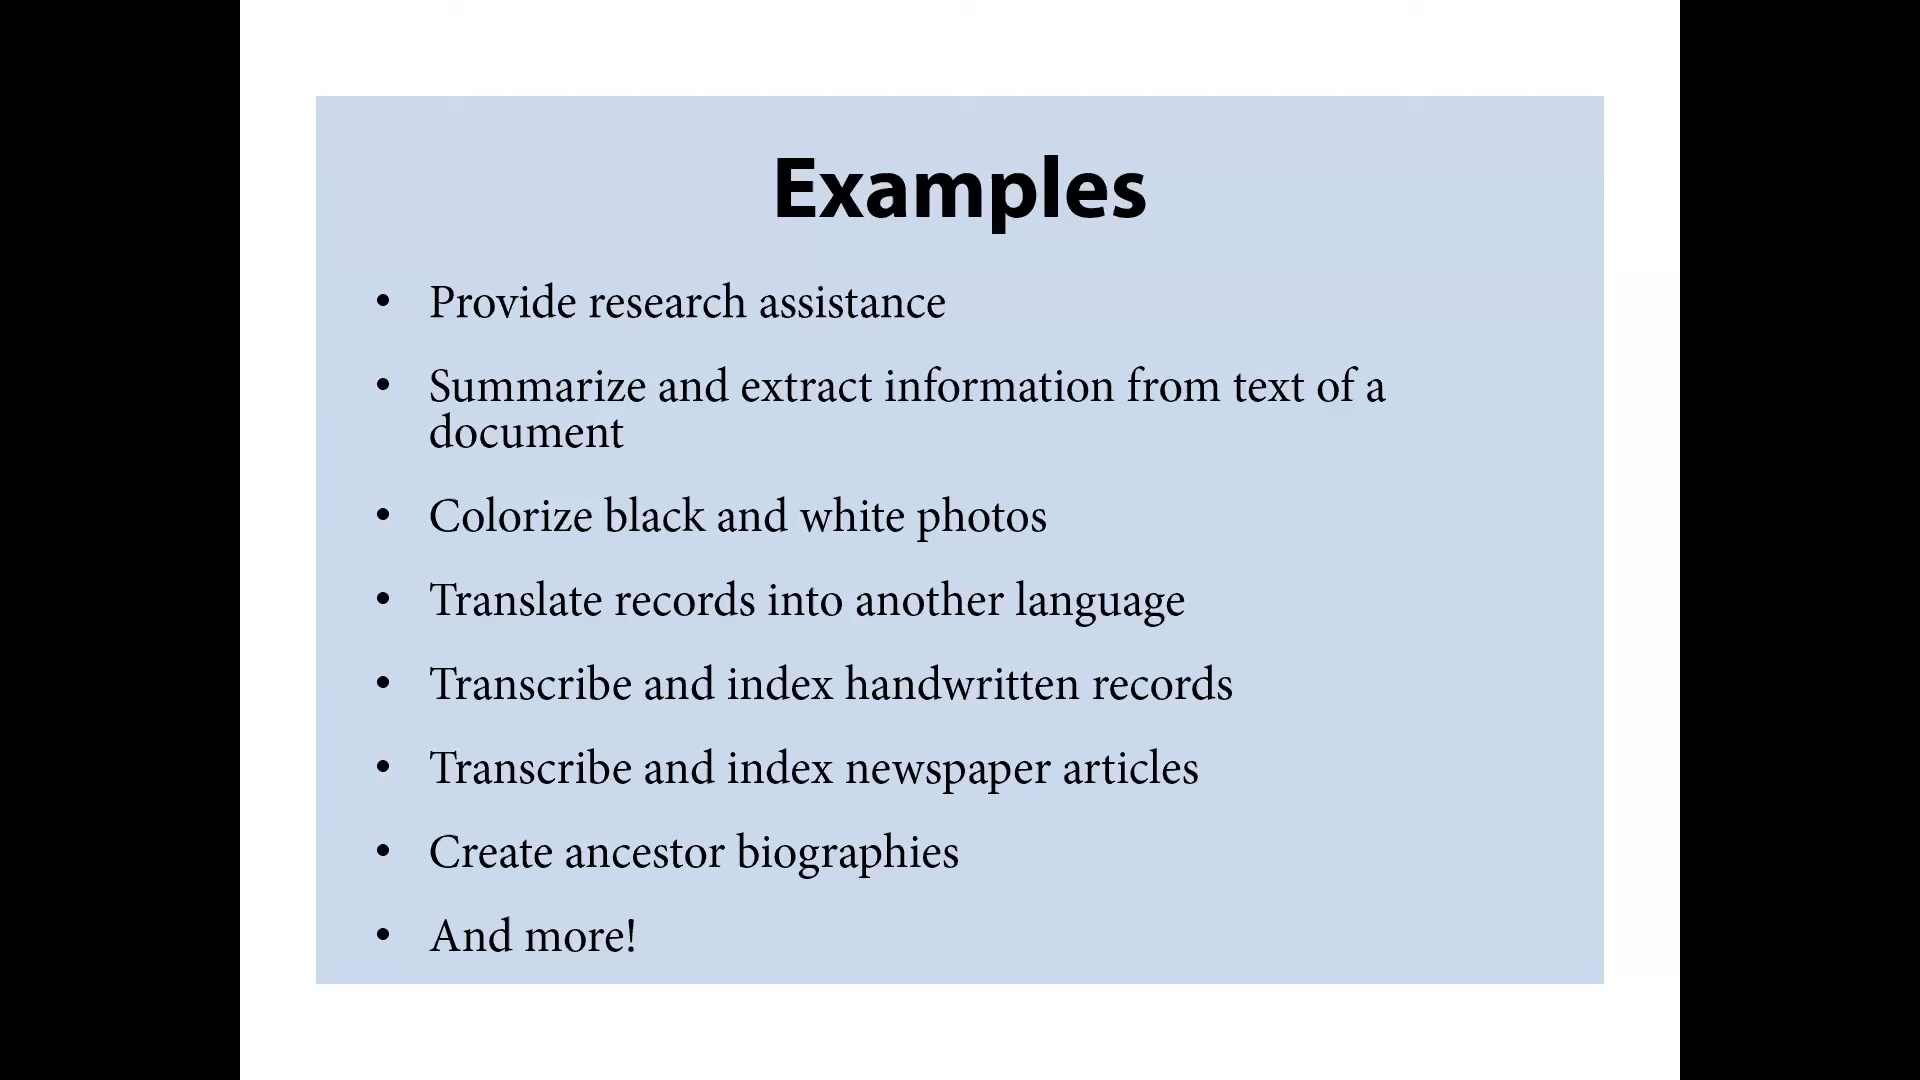 Examples
• Provide research assistance
• Summarize and extract information from text of a
document
• Colorize black and white photos
• Translate records into another language
• Transcribe and index handwritten records
• Transcribe and index newspaper articles
• Create ancestor biographies
• And more!